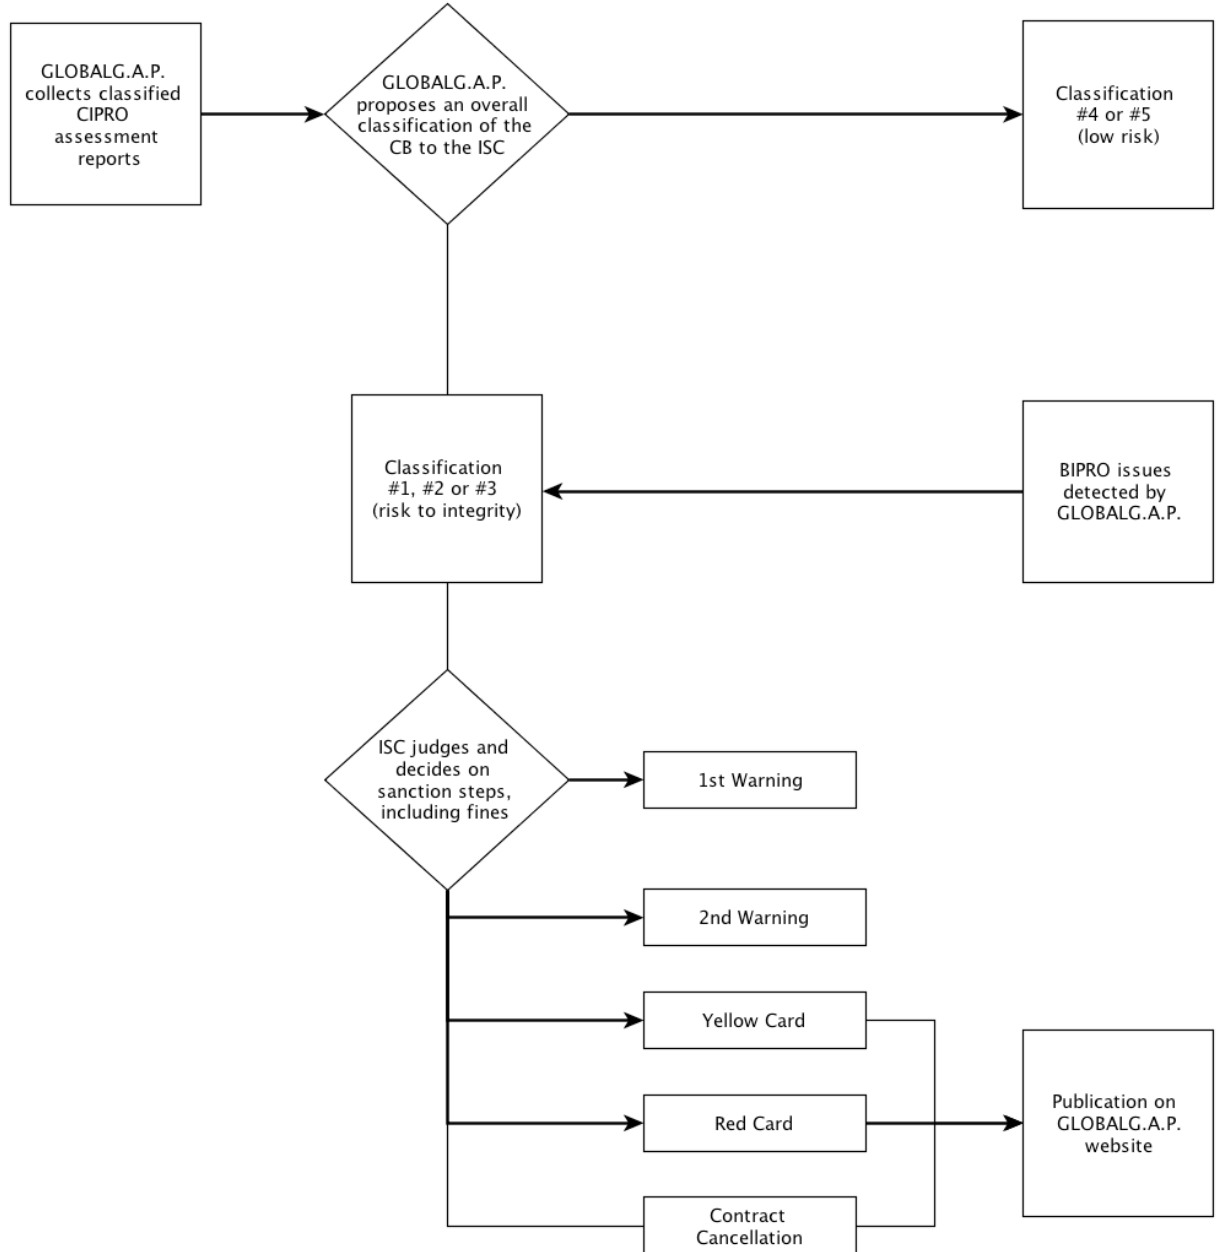 GLOBALG.A.P.
collects classified
CIPRO
assessment
reports
GLOBALG.A.P.
proposes an overall
classification of the
CB to the ISC
Classification
#4 or #5
(low risk)
Classification
#1, #2 or #3
(risk to integrity)
BIPRO issues
detected by
GLOBALG.A.P.
ISC judges and
decides on
sanction steps,
including fines
1st Warning
2nd Warning
Yellow Card
Red Card
Publication on
GLOBALG.A.P.
website
Contract
Cancellation